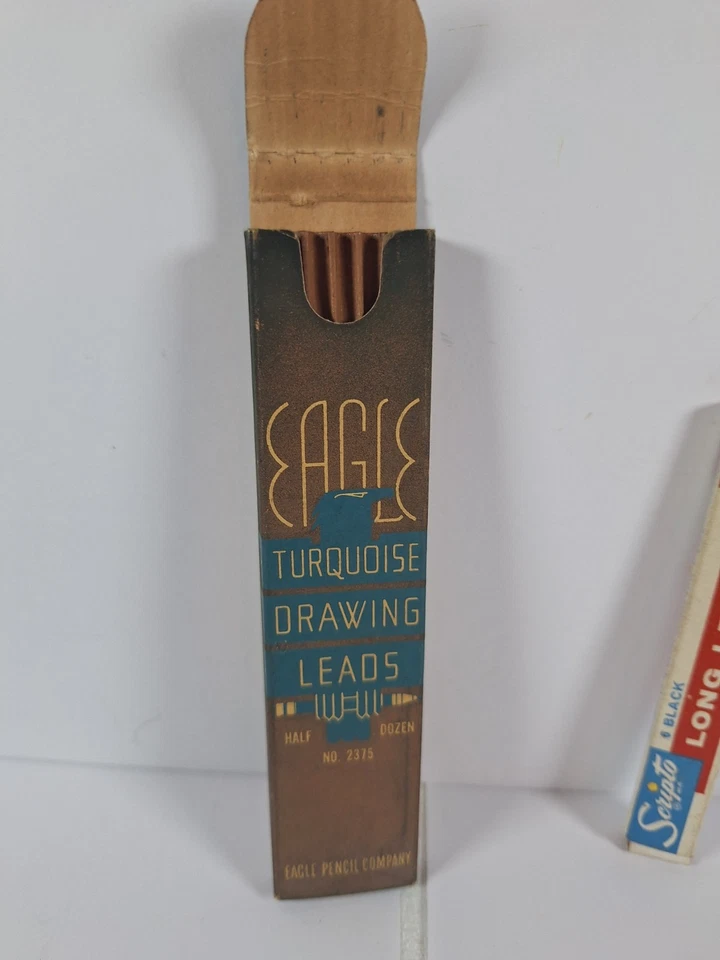 EAGLE
TURQUOISE
DRAWING
LEADS
HALF DOZEN
NO. 2375
EAGLE PENCIL COMPANY
6 BLACK
LONG
Scripto